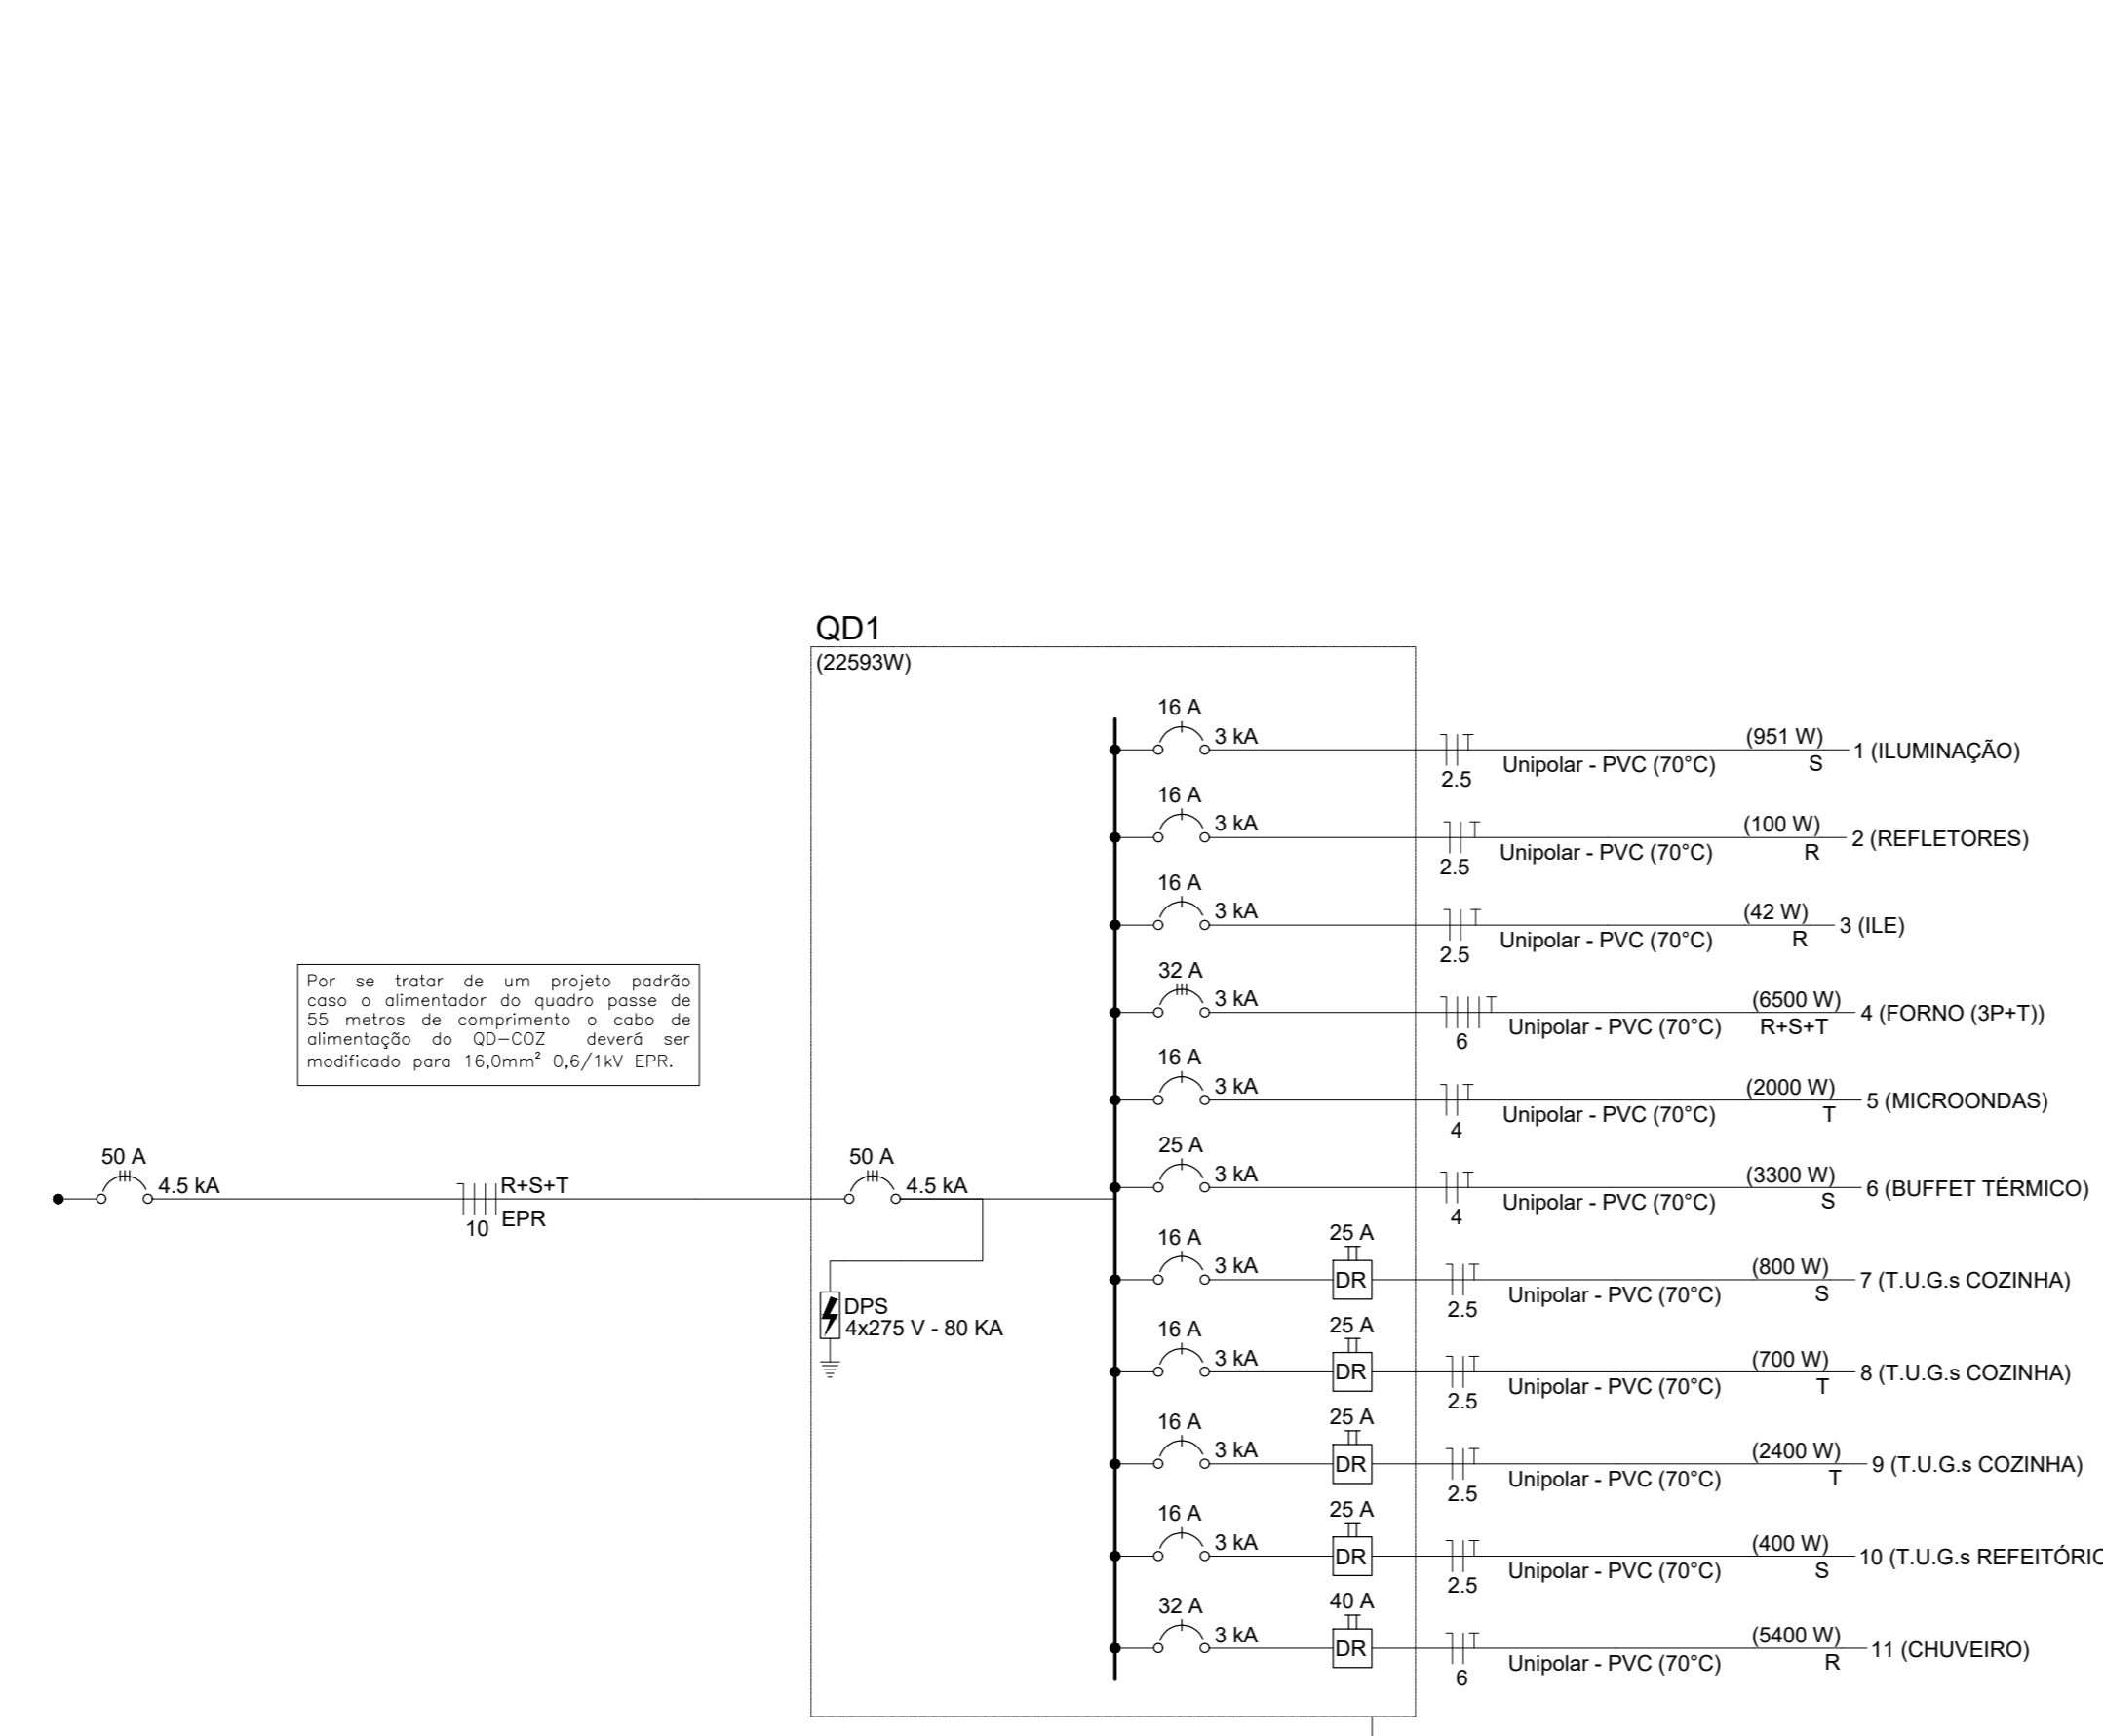 QD1
(22593W)
16 A
3 kA
2.5
Unipolar - PVC (70°C)
(951 W)
S
1 (ILUMINAÇÃO)
16 A
3 kA
2.5
Unipolar - PVC (70°C)
(100 W)
R
2 (REFLETORES)
16 A
3 kA
2.5
Unipolar - PVC (70°C)
(42 W)
R
3 (ILE)
32 A
3 kA
6
Unipolar - PVC (70°C)
(6500 W)
R+S+T
4 (FORNO (3P+T))
16 A
3 kA
4
Unipolar - PVC (70°C)
(2000 W)
T
5 (MICROONDAS)
25 A
3 kA
4
Unipolar - PVC (70°C)
(3300 W)
S
6 (BUFFET TÉRMICO)
16 A
3 kA
25 A
DR
2.5
Unipolar - PVC (70°C)
(800 W)
S
7 (T.U.G.s COZINHA)
16 A
3 kA
25 A
DR
2.5
Unipolar - PVC (70°C)
(700 W)
T
8 (T.U.G.s COZINHA)
16 A
3 kA
25 A
DR
2.5
Unipolar - PVC (70°C)
(2400 W)
T
9 (T.U.G.s COZINHA)
16 A
3 kA
25 A
DR
2.5
Unipolar - PVC (70°C)
(400 W)
S
10 (T.U.G.s
32 A
3 kA
40 A
DR
6
Unipolar - PVC (70°C)
(5400 W)
R
11 (CHUVEIRO)
Por se tratar de um projeto padrão
caso o alimentador do quadro passe de
55 metros de comprimento o cabo de
alimentação do QD-COZ deverá ser
modificado para 16,0mm² 0,6/1kV EPR.
50 A
4.5 kA
R+S+T
10
EPR
50 A
4.5 kA
DPS
4x275 V - 80 KA